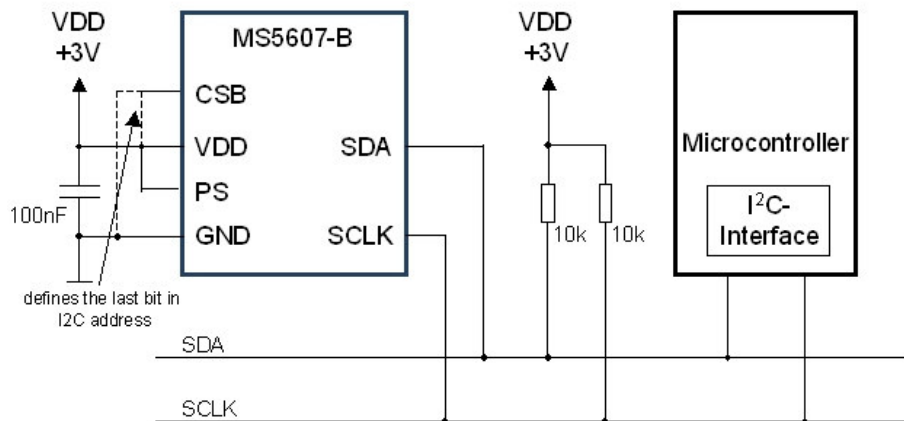 VDD
+3V
MS5607-B
CSB
VDD
PS
GND
SDA
SCLK
100nF
defines the last bit in
I2C address
VDD
+3V
10k
10k
Microcontroller
I²C-
Interface
SDA
SCLK